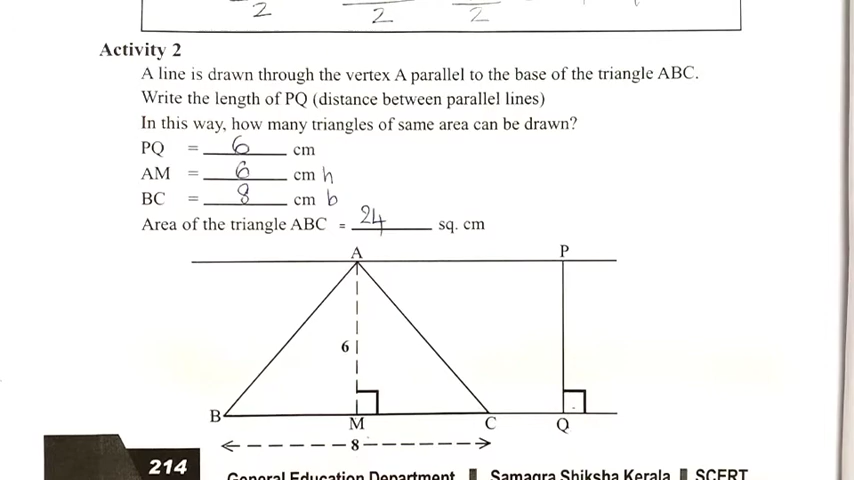 2 2 2
Activity 2
A line is drawn through the vertex A parallel to the base of the triangle ABC.
Write the length of PQ (distance between parallel lines)
In this way, how many triangles of same area can be drawn?
PQ = 6 cm
AM = 6 cm h
BC = 8 cm b
Area of the triangle ABC = 24 sq. cm
A P
6
B M C Q
8
214 General Education Department Samagra Shiksha Kerala SCERT